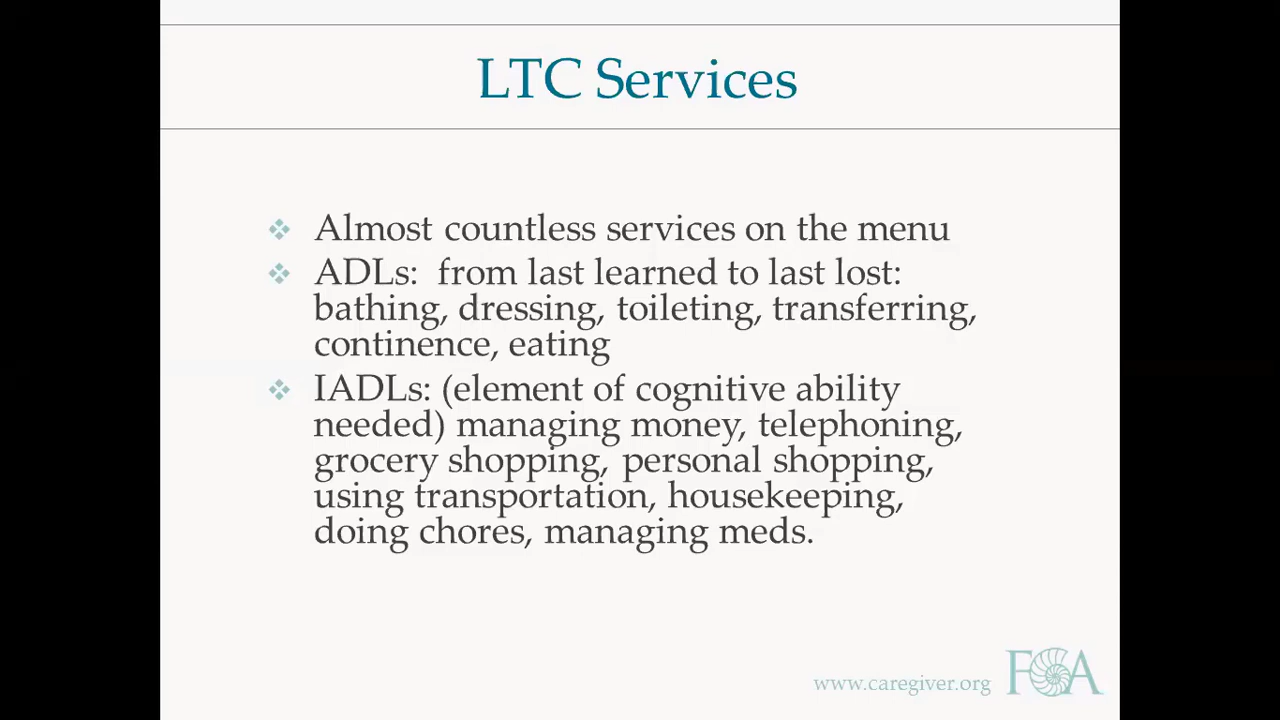 LTC Services
❖ Almost countless services on the menu
❖ ADLs: from last learned to last lost:
bathing, dressing, toileting, transferring,
continence, eating
❖ IADLs: (element of cognitive ability
needed) managing money, telephoning,
grocery shopping, personal shopping,
using transportation, housekeeping,
doing chores, managing meds.
www.caregiver.org
FCA